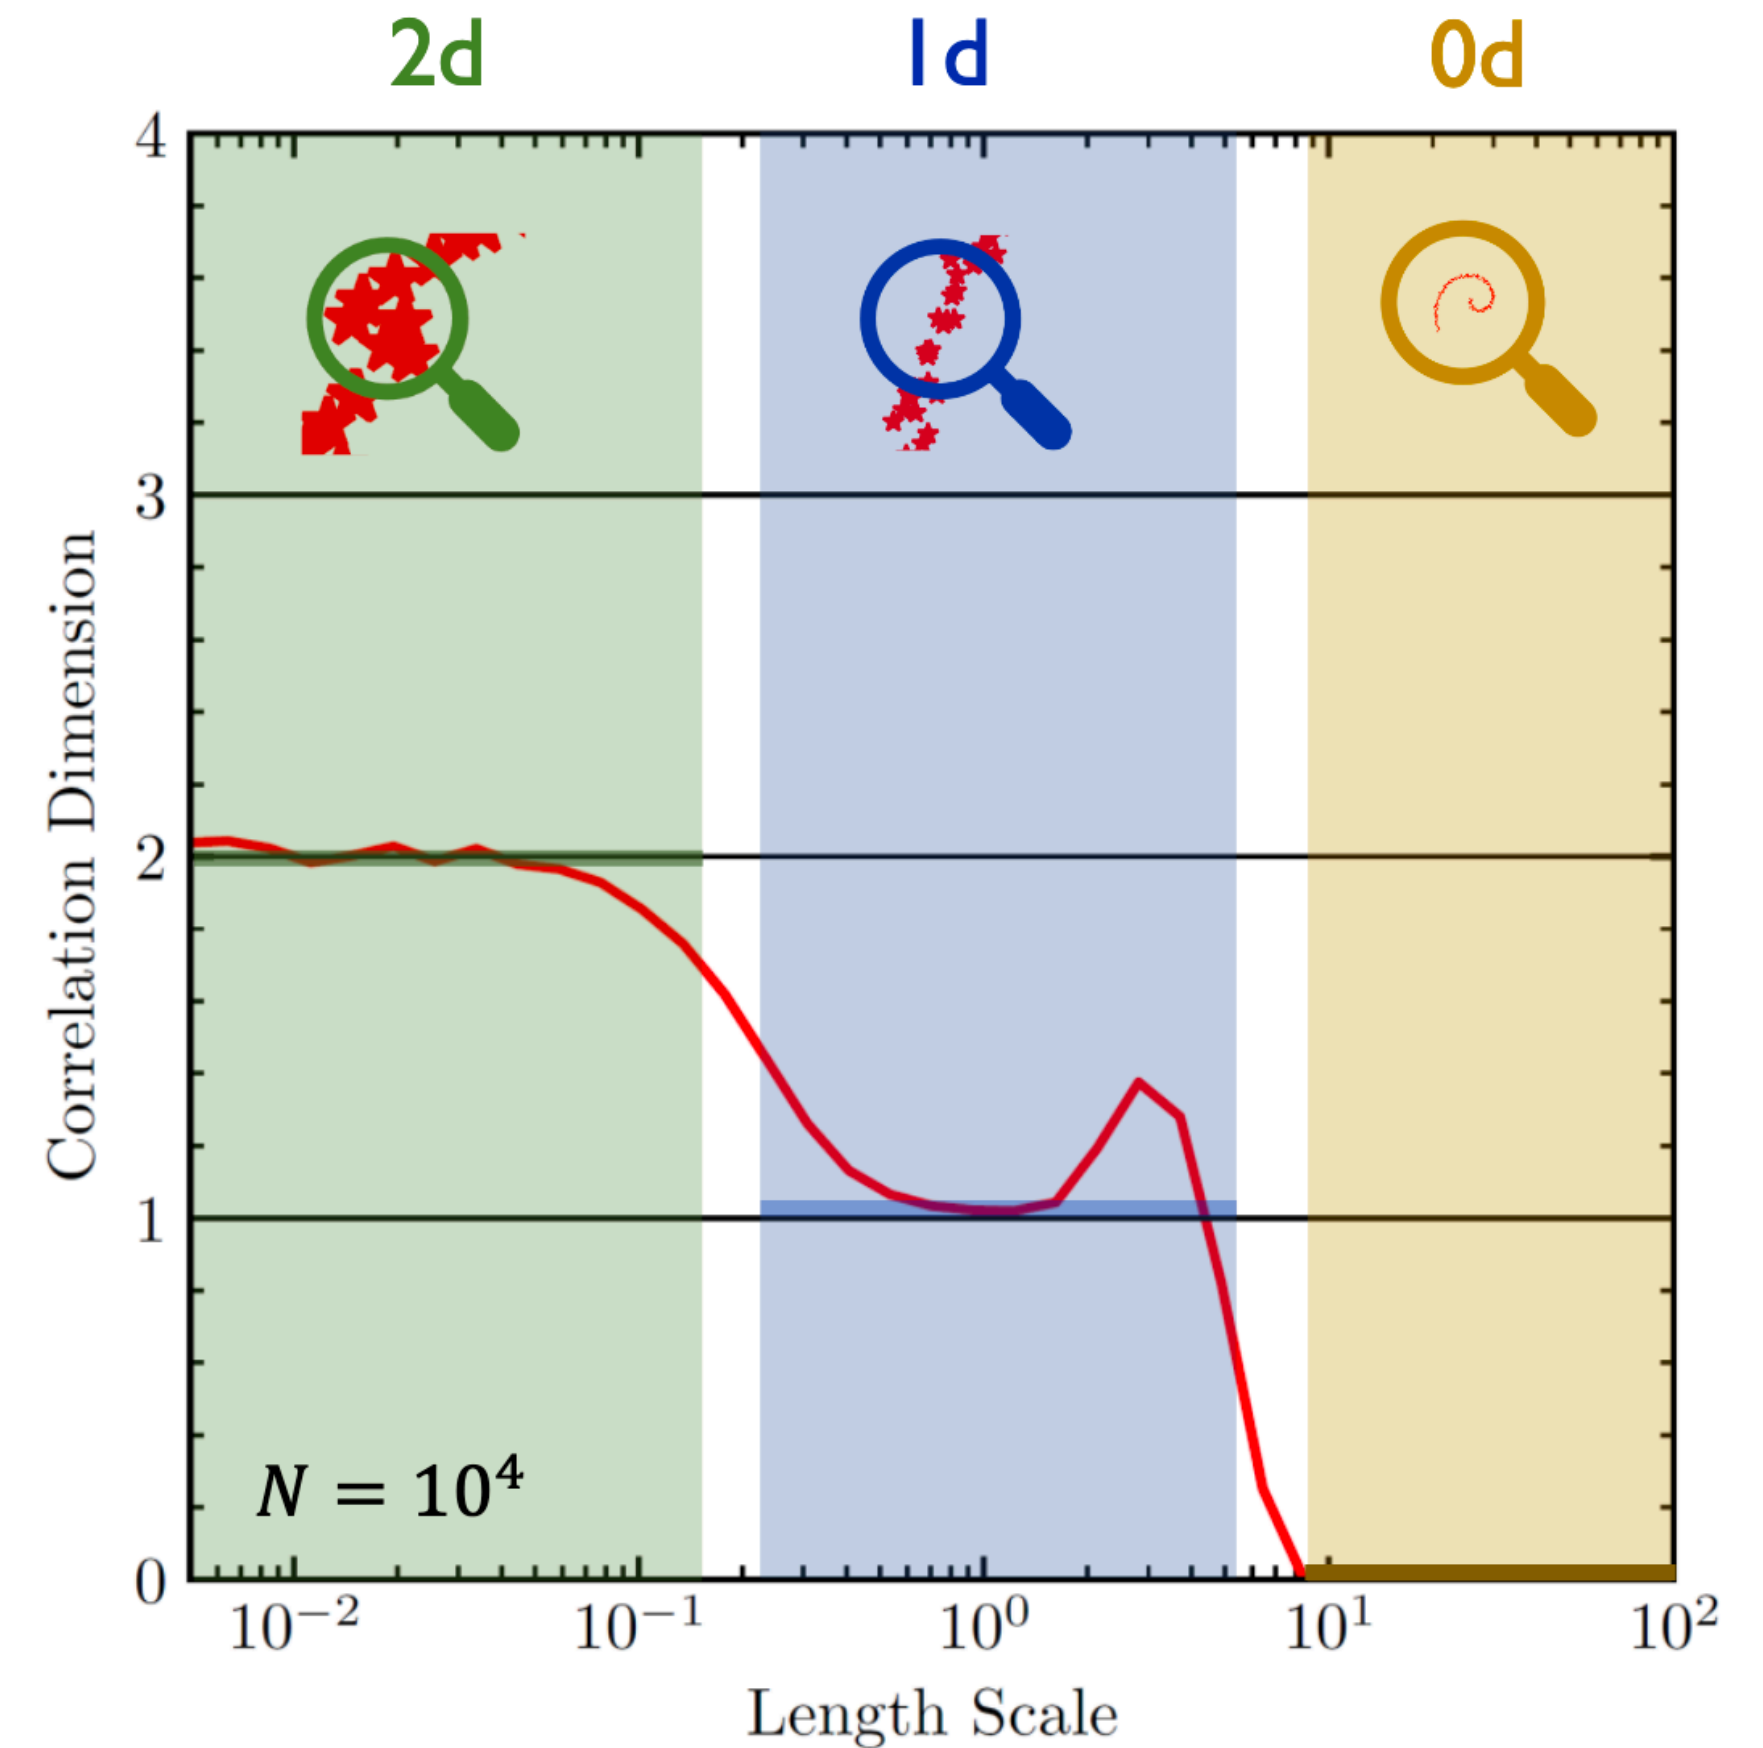 2d 1d 0d
4
3
2
1
0
Correlation Dimension
N = 10⁴
10⁻² 10⁻¹ 10⁰ 10¹ 10²
Length Scale